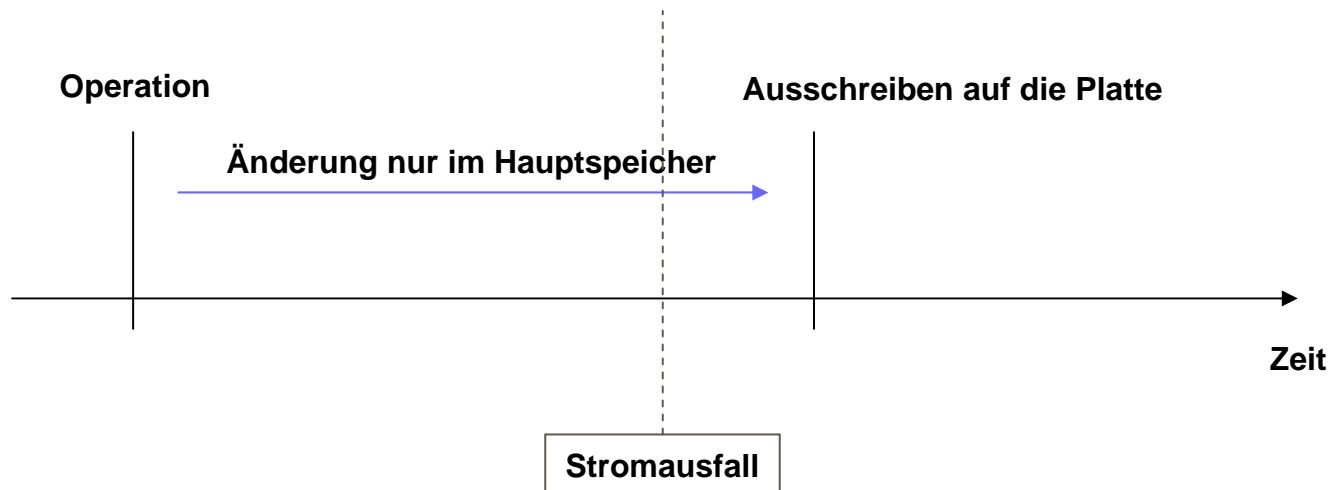 Operation
Ausschreiben auf die Platte
Änderung nur im Hauptspeicher
Zeit
Stromausfall